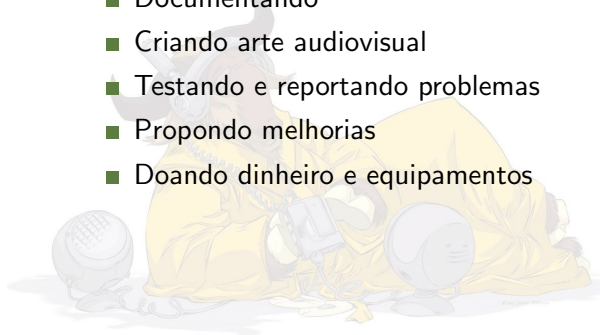 Documentando
Criando arte audiovisual
Testando e reportando problemas
Propondo melhorias
Doando dinheiro e equipamentos